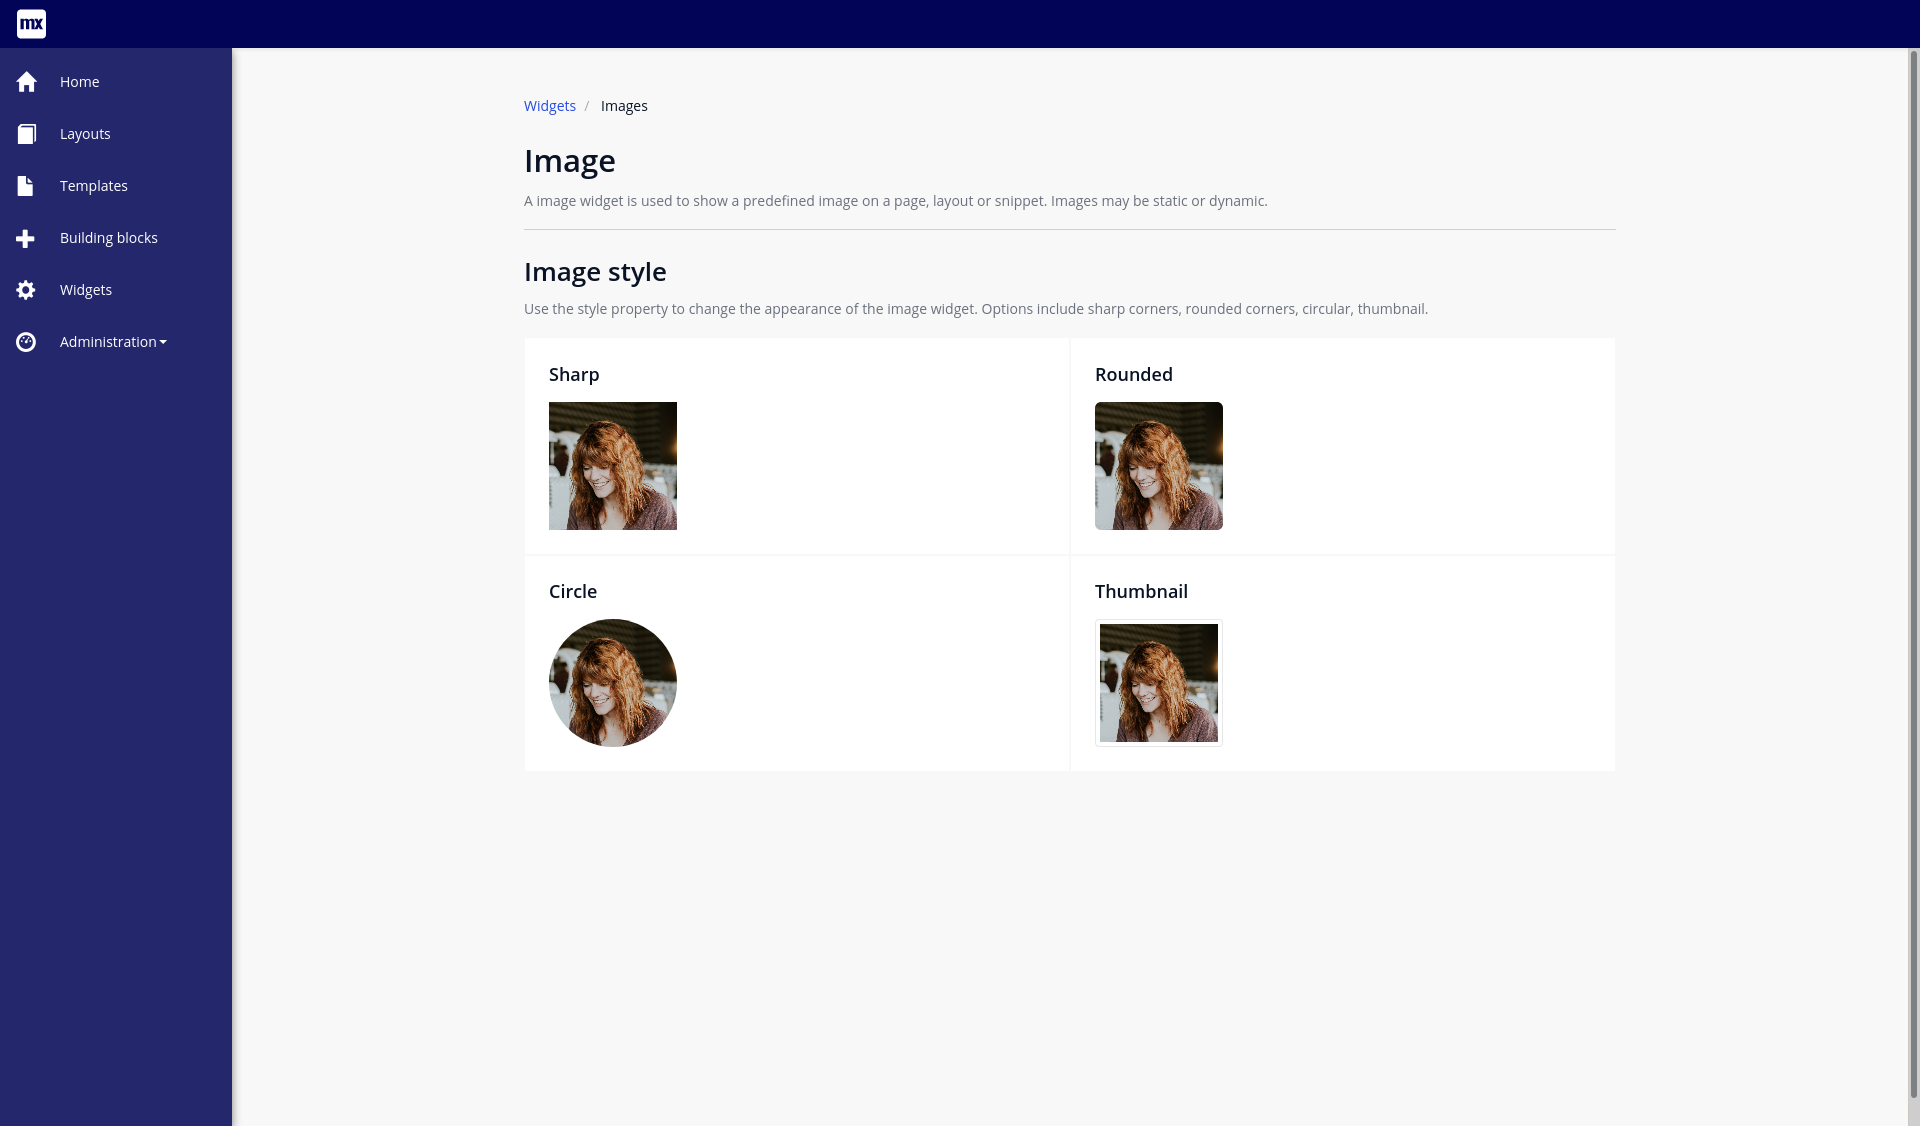 mx
Home
Layouts
Templates
Building blocks
Widgets
Administration
Widgets / Images
Image
A image widget is used to show a predefined image on a page, layout or snippet. Images may be static or dynamic.
Image style
Use the style property to change the appearance of the image widget. Options include sharp corners, rounded corners, circular, thumbnail.
Sharp
Rounded
Circle
Thumbnail